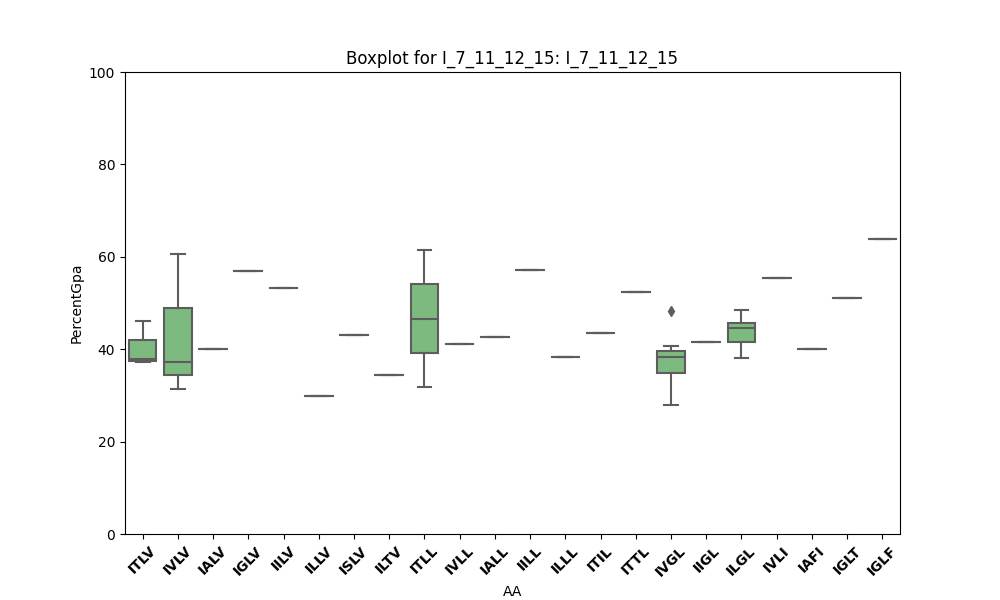 Boxplot for I_7_11_12_15: I_7_11_12_15
100
80
60
40
20
0
PercentGpa
ITLV IVLV IALV IGLV IILV ILLV ISLV ILTV ITLL IVLL IALL IILL ILLL ITIL ITTL IVGL IIGL ILGL IVLI IAFI IGLT IGLF
AA